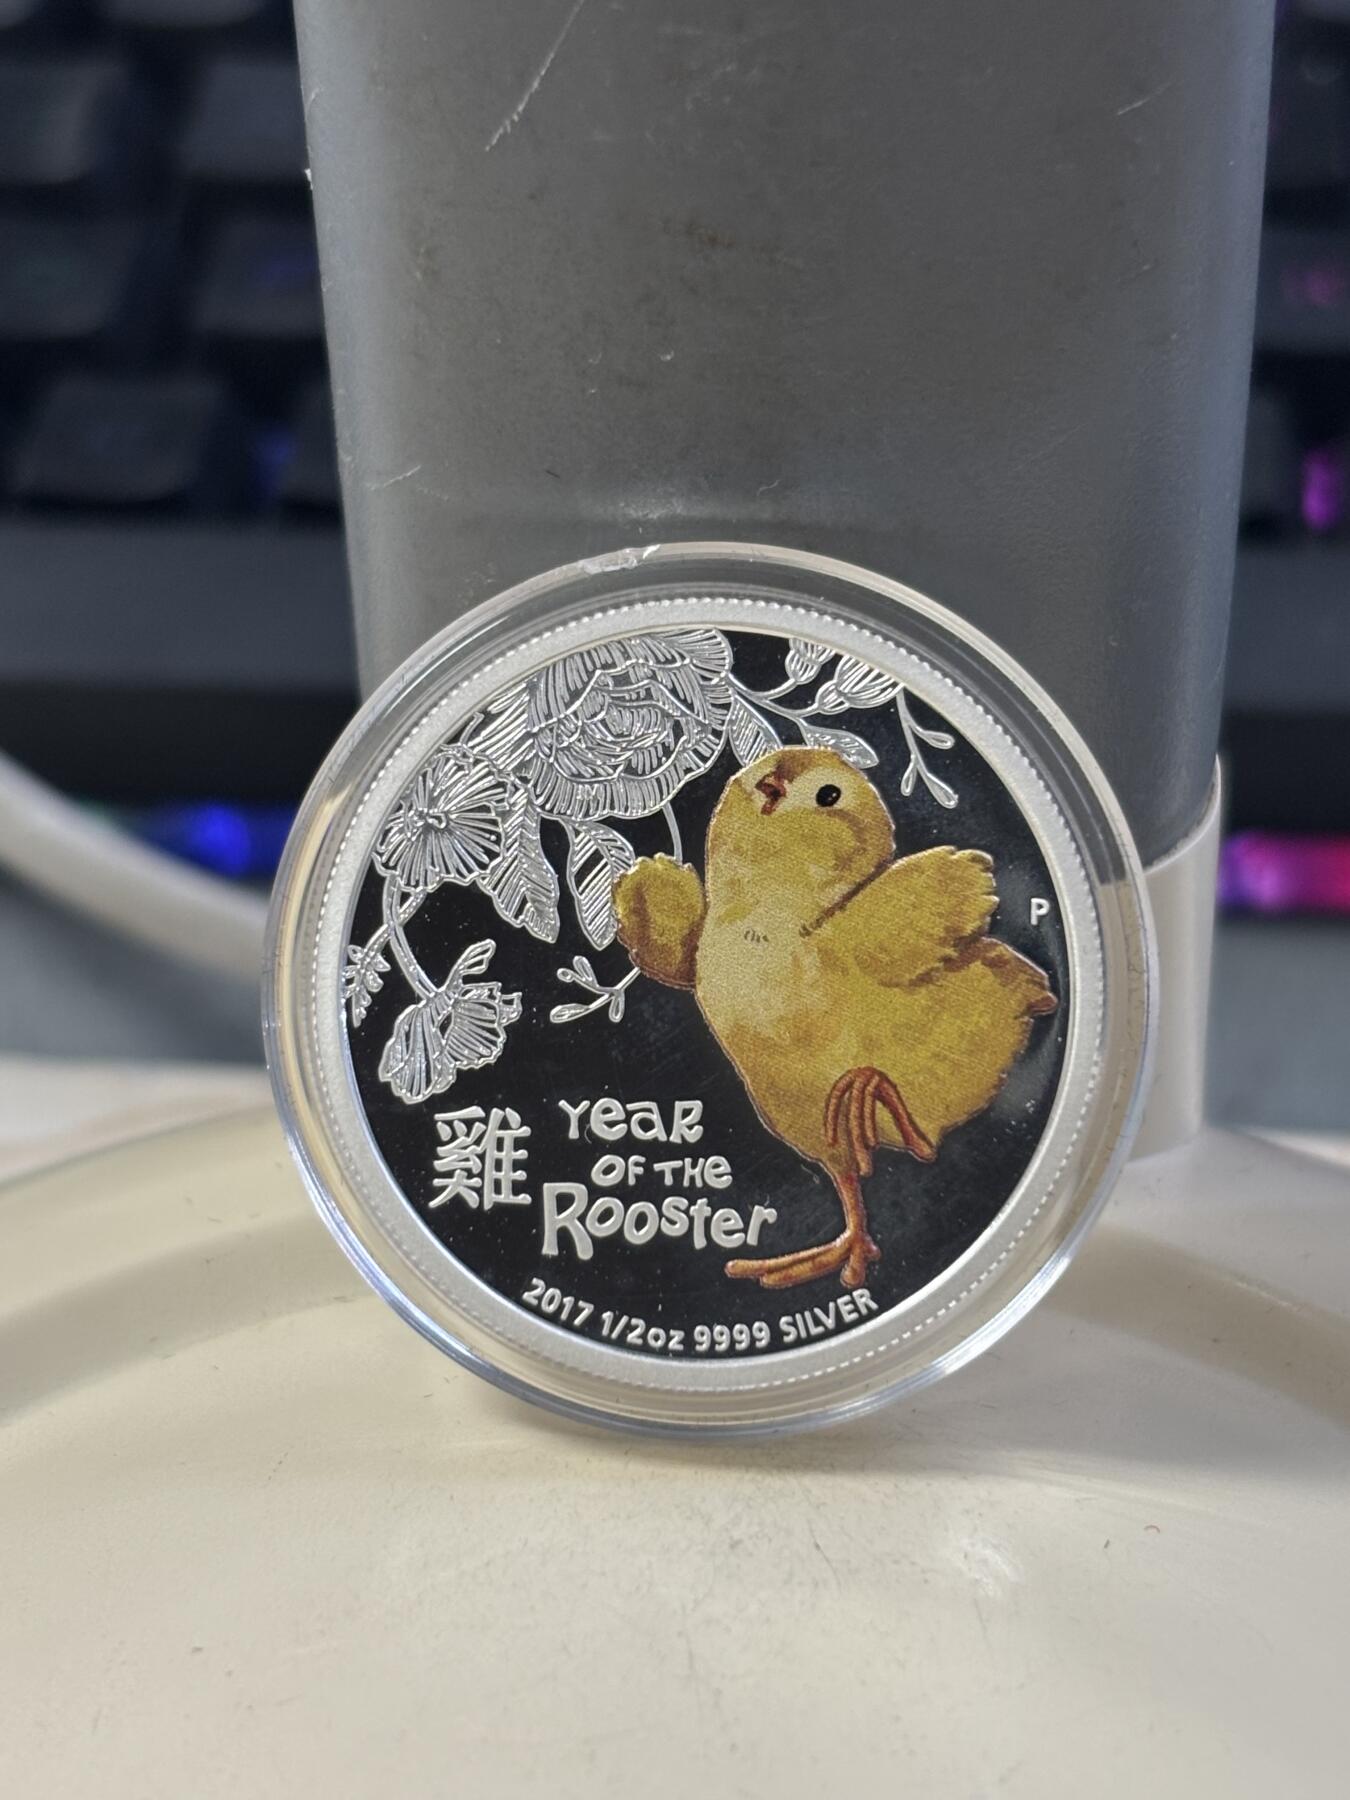 P
雞
Year
of the
Rooster
2017 1/2oz 9999 SILVER